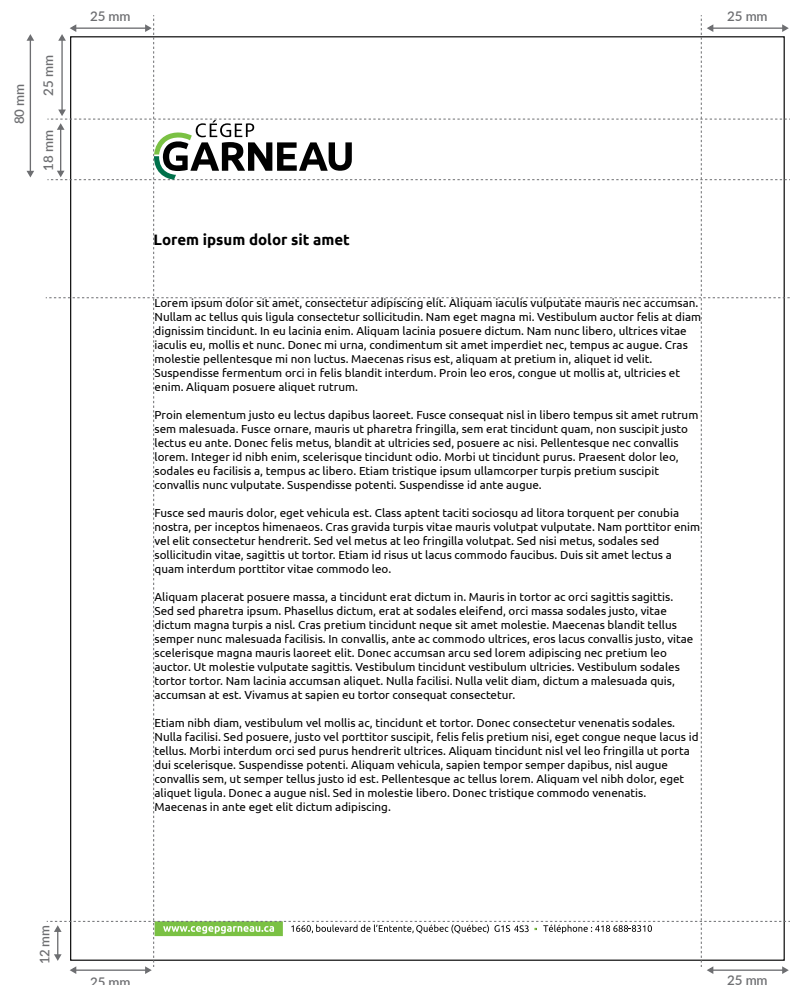 25 mm
25 mm
80 mm
25 mm
18 mm
CÉGEP
GARNEAU
Lorem ipsum dolor sit amet
Lorem ipsum dolor sit amet, consectetur adipiscing elit. Aliquam iaculis vulputate mauris nec accumsan.
Nullam ac tellus quis ligula consectetur sollicitudin. Nam eget magna mi. Vestibulum auctor felis at diam
dignissim tincidunt. In eu lacinia enim. Aliquam lacinia posuere dictum. Nam nunc libero, ultrices vitae
iaculis eu, mollis et nunc. Donec mi urna, condimentum sit amet imperdiet nec, tempus ac augue. Cras
molestie pellentesque mi non luctus. Maecenas risus est, aliquam at pretium in, aliquet id velit.
Suspendisse fermentum orci in felis blandit interdum. Proin leo eros, congue ut mollis at, ultricies et
enim. Aliquam posuere aliquet rutrum.
Proin elementum justo eu lectus dapibus laoreet. Fusce consequat nisl in libero tempus sit amet rutrum
sem malesuada. Fusce ornare, mauris ut pharetra fringilla, sem erat tincidunt quam, non suscipit justo
lectus eu ante. Donec felis metus, blandit at ultricies sed, posuere ac nisi. Pellentesque nec convallis
lorem. Integer id nibh enim, scelerisque tincidunt odio. Morbi ut tincidunt purus. Praesent dolor leo,
sodales eu facilisis a, tempus ac libero. Etiam tristique ipsum ullamcorper turpis pretium suscipit
convallis nunc vulputate. Suspendisse potenti. Suspendisse id ante augue.
Fusce sed mauris dolor, eget vehicula est. Class aptent taciti sociosqu ad litora torquent per conubia
nostra, per inceptos himenaeos. Cras gravida turpis vitae mauris volutpat vulputate. Nam porttitor enim
vel elit consectetur hendrerit. Sed vel metus at leo fringilla volutpat. Sed nisi metus, sodales sed
sollicitudin vitae, sagittis ut tortor. Etiam id risus ut lacus commodo faucibus. Duis sit amet lectus a
quam interdum porttitor vitae commodo leo.
Aliquam placerat posuere massa, a tincidunt erat dictum in. Mauris in tortor ac orci sagittis sagittis.
Sed sed pharetra ipsum. Phasellus dictum, erat at sodales eleifend, orci massa sodales justo, vitae
dictum magna turpis a nisl. Cras pretium tincidunt neque sit amet molestie. Maecenas blandit tellus
semper nunc malesuada facilisis. In convallis, ante ac commodo ultrices, eros lacus convallis justo, vitae
scelerisque magna mauris laoreet elit. Donec accumsan arcu sed lorem adipiscing nec pretium leo
auctor. Ut molestie vulputate sagittis. Vestibulum tincidunt vestibulum ultricies. Vestibulum sodales
tortor tortor. Nam lacinia accumsan aliquet. Nulla facilisi. Nulla velit diam, dictum a malesuada quis,
accumsan at est. Vivamus at sapien eu tortor consequat consectetur.
Etiam nibh diam, vestibulum vel mollis ac, tincidunt et tortor. Donec consectetur venenatis sodales.
Nulla facilisi. Sed posuere, justo vel porttitor suscipit, felis felis pretium nisi, eget congue neque lacus id
tellus. Morbi interdum orci sed purus hendrerit ultrices. Aliquam tincidunt nisl vel leo fringilla ut porta
dui scelerisque. Suspendisse potenti. Aliquam vehicula, sapien tempor semper dapibus, nisl augue
convallis sem, ut semper tellus justo id est. Pellentesque ac tellus lorem. Aliquam vel nibh dolor, eget
aliquet ligula. Donec a augue nisl. Sed in molestie libero. Donec tristique commodo venenatis.
Maecenas in ante eget elit dictum adipiscing.
www.cegepgarneau.ca 1660, boulevard de l'Entente, Québec (Québec) G1S 4S3 • Téléphone : 418 688-8310
12 mm
25 mm
25 mm